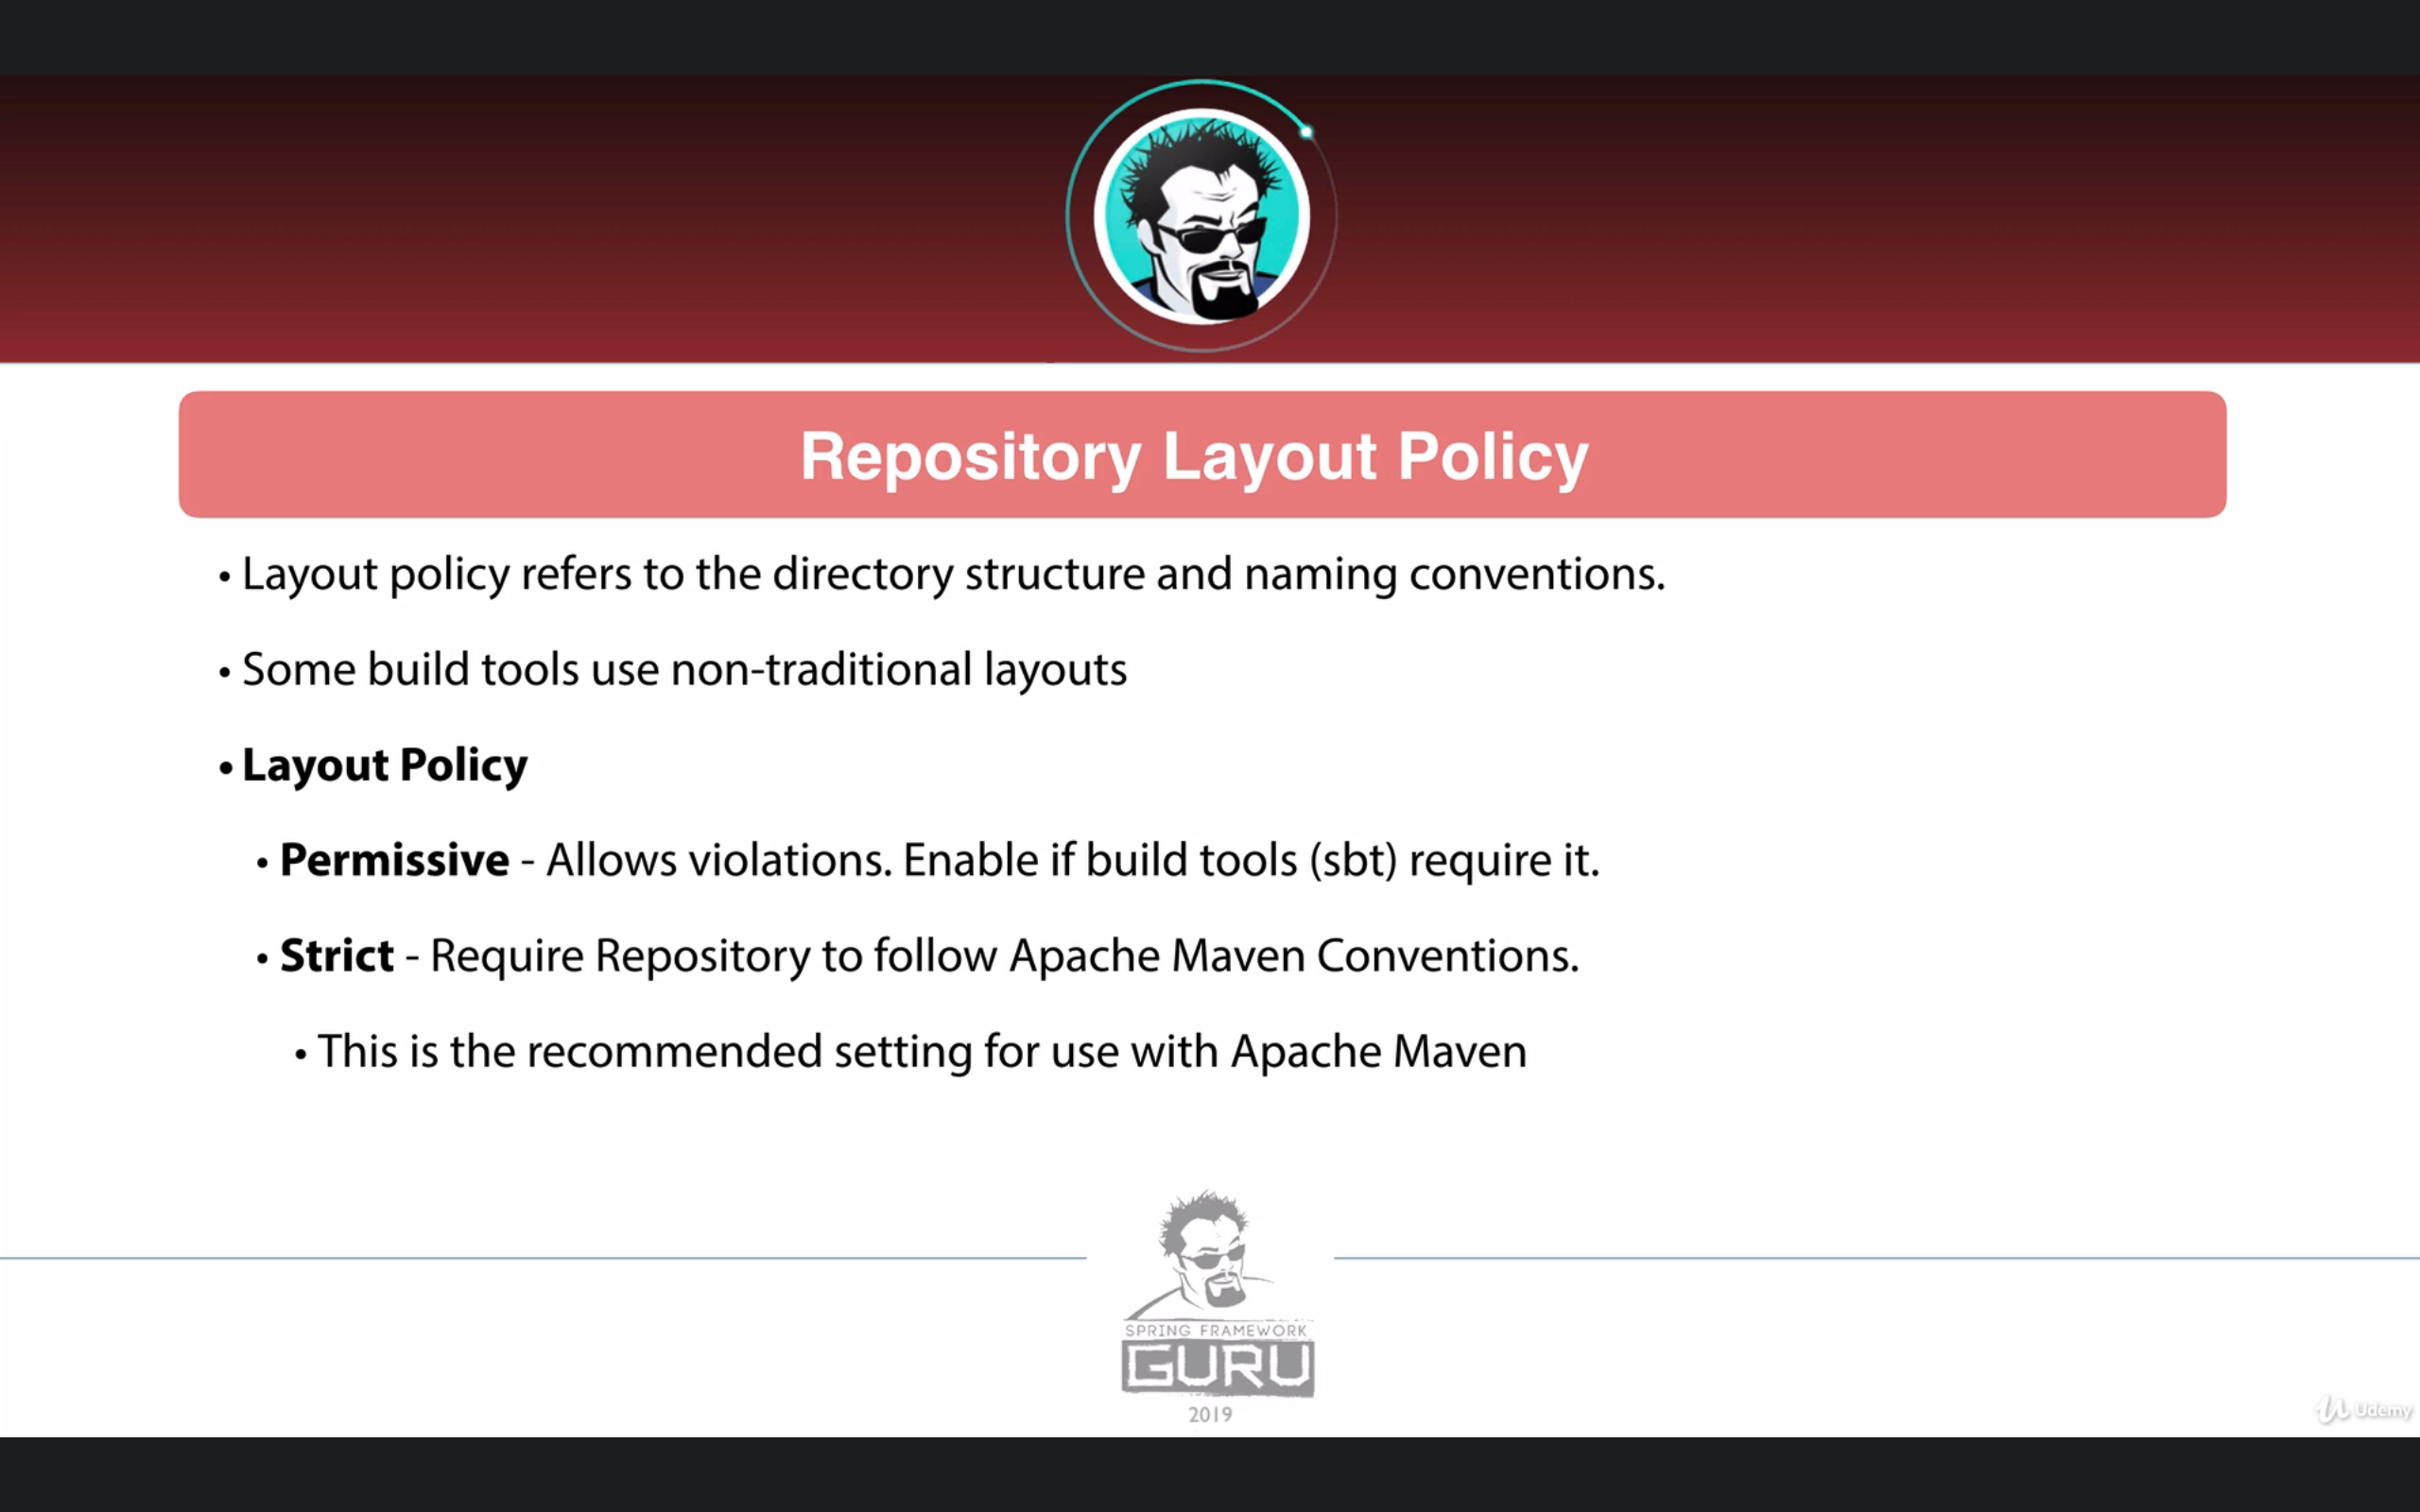 Repository Layout Policy
• Layout policy refers to the directory structure and naming conventions.
• Some build tools use non-traditional layouts
• Layout Policy
• Permissive - Allows violations. Enable if build tools (sbt) require it.
• Strict - Require Repository to follow Apache Maven Conventions.
• This is the recommended setting for use with Apache Maven
SPRING FRAMEWORK
GURU
2019
Udemy